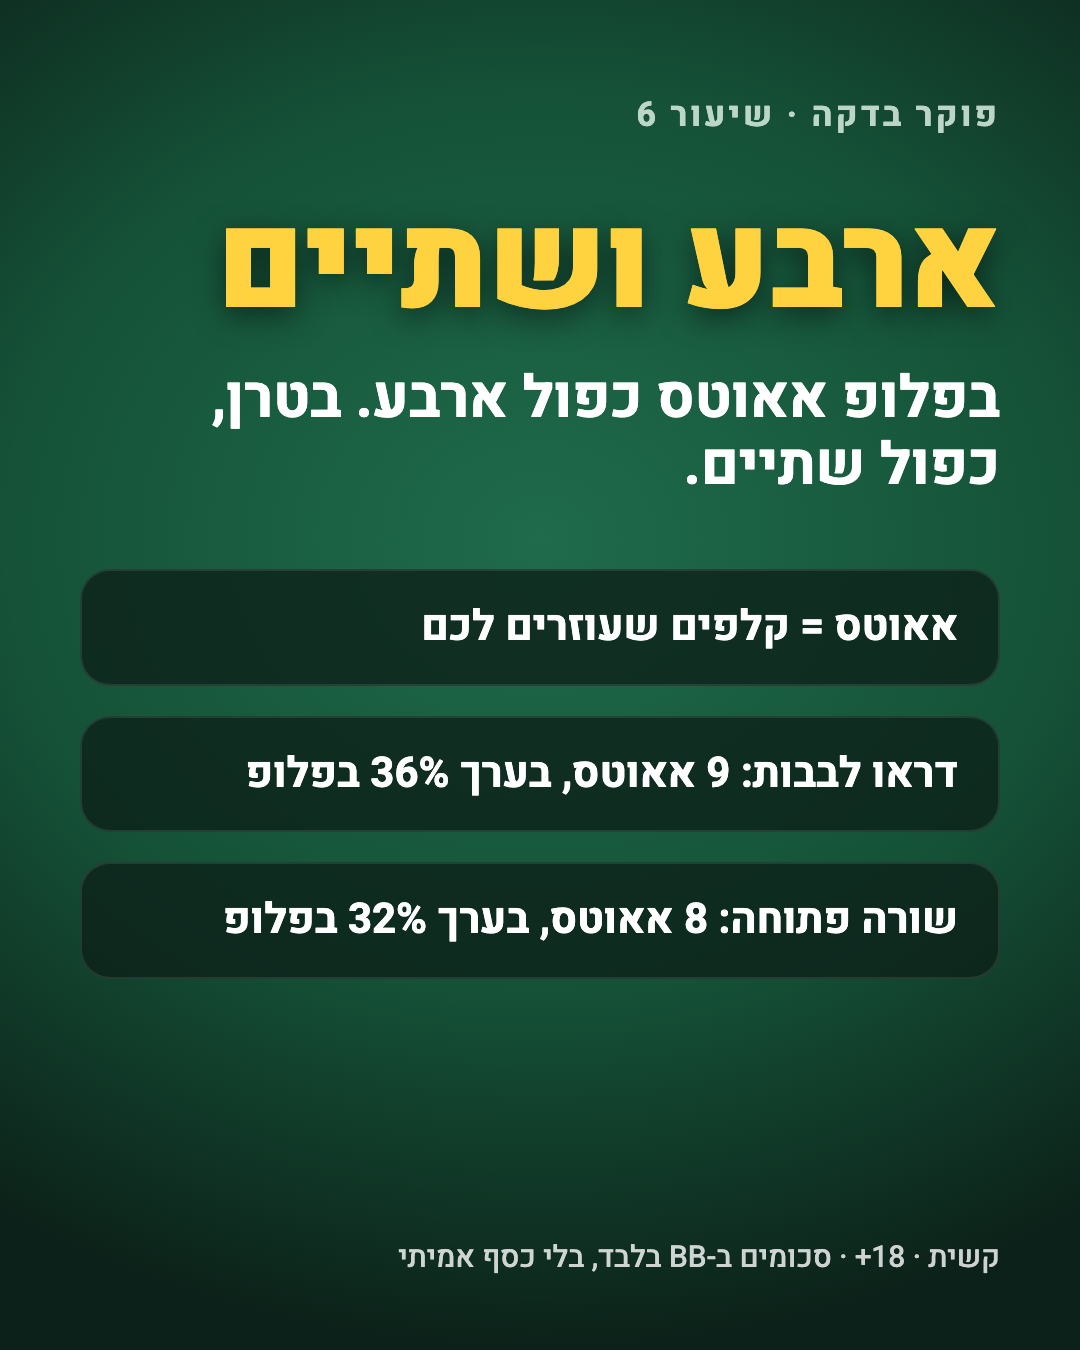 פוקר בדקה · שיעור 6
ארבע ושתיים
בפלופ אאוטס כפול ארבע. בטרן,
כפול שתיים.
אאוטס = קלפים שעוזרים לכם
דראו לבבות: 9 אאוטס, בערך 36% בפלופ
שורה פתוחה: 8 אאוטס, בערך 32% בפלופ
קשית · 18+ · סכומים ב-BB בלבד, בלי כסף אמיתי